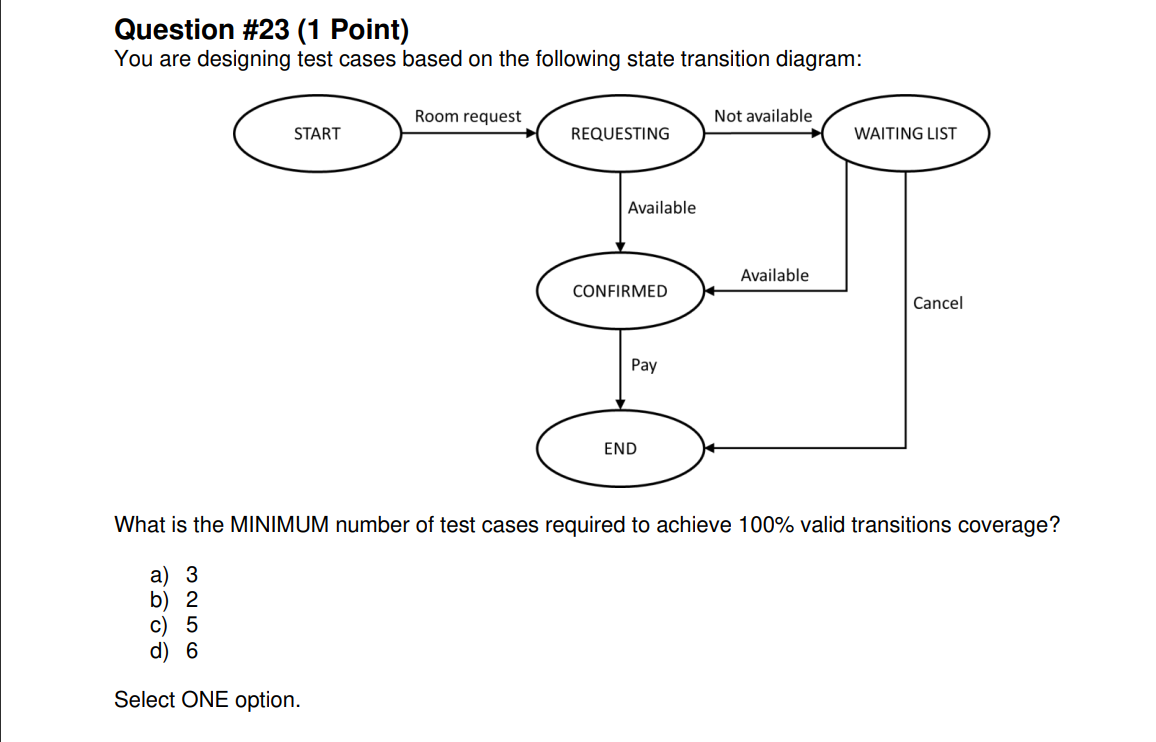 Question #23 (1 Point)
You are designing test cases based on the following state transition diagram:
START
Room request
REQUESTING
Not available
WAITING LIST
Available
Available
CONFIRMED
Cancel
Pay
END
What is the MINIMUM number of test cases required to achieve 100% valid transitions coverage?
a) 3
b) 2
c) 5
d) 6
Select ONE option.